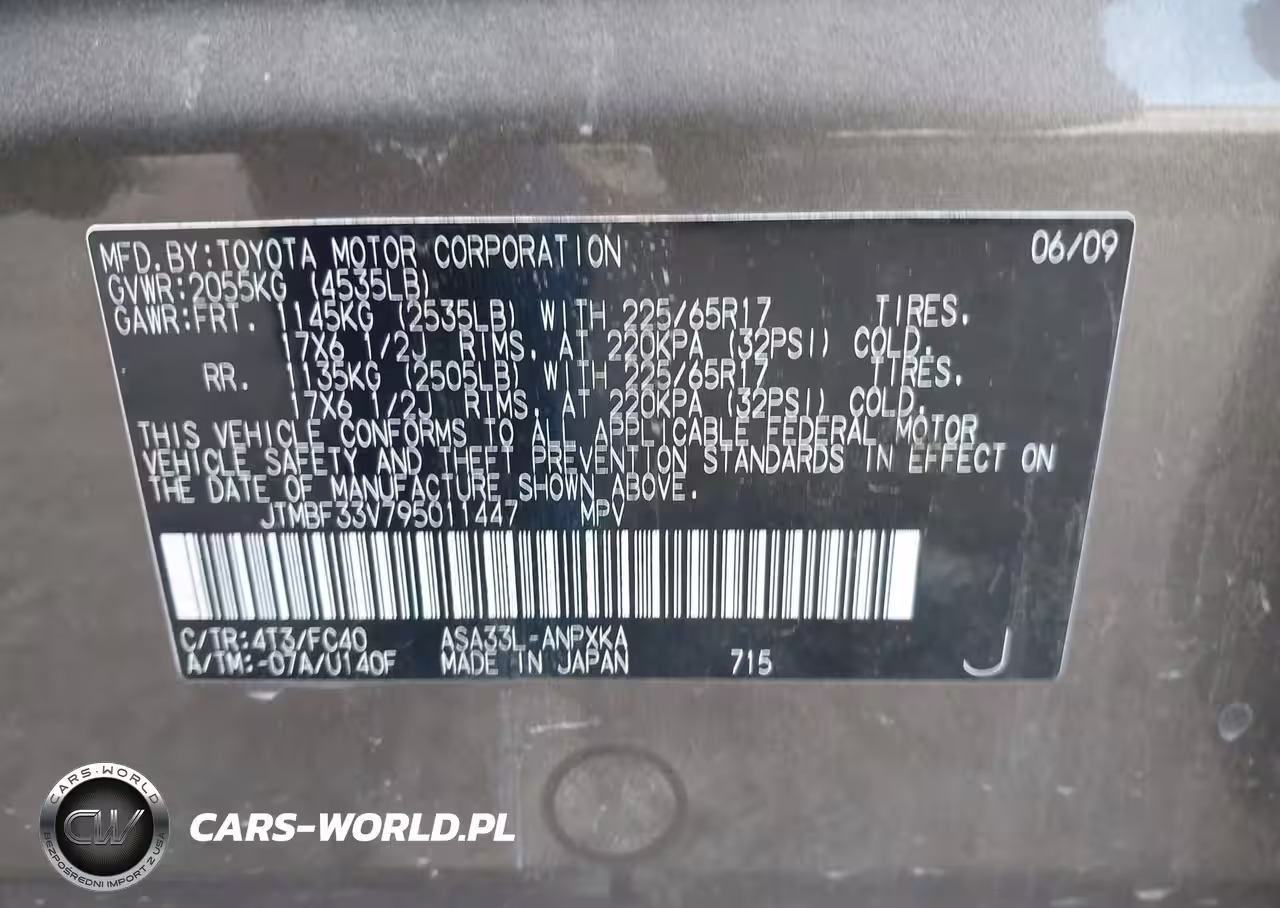 MFD.BY:TOYOTA MOTOR CORPORATION 06/09
GVWR:2055KG (4535LB)
GAWR:FRT. 1145KG (2535LB) WITH 225/65R17 TIRES.
17X6 1/2J RIMS. AT 220KPA (32PSI) COLD.
RR. 1135KG (2505LB) WITH 225/65R17 TIRES.
17X6 1/2J RIMS. AT 220KPA (32PSI) COLD.
THIS VEHICLE CONFORMS TO ALL APPLICABLE FEDERAL MOTOR
VEHICLE SAFETY AND THEFT PREVENTION STANDARDS IN EFFECT ON
THE DATE OF MANUFACTURE SHOWN ABOVE.
JTMBF33V795011447 MPV
C/TR:4T3/FC40 ASA33L-ANPXKA
A/TM:-07A/U140F MADE IN JAPAN 715 J
CARS-WORLD
CW
BEZPOŚREDNI IMPORT Z USA
CARS-WORLD.PL